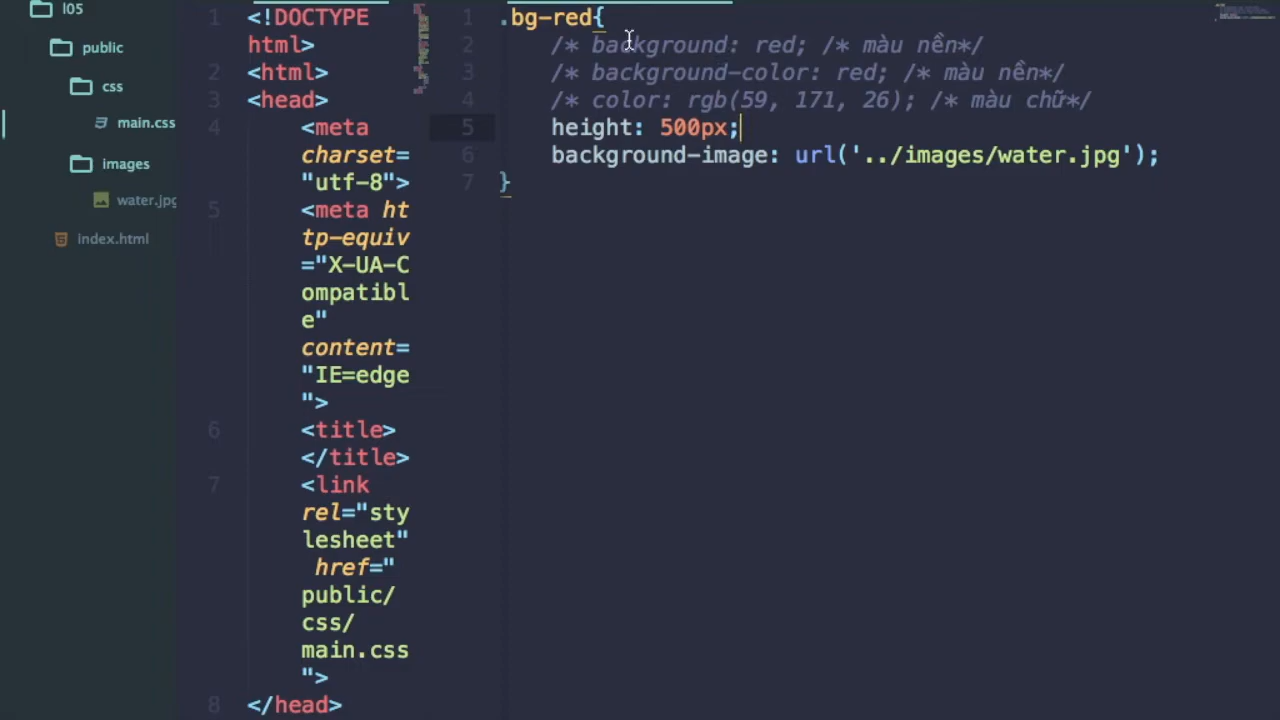 l05
public
css
main.css
images
water.jpg
index.html
1 <!DOCTYPE
html>
2 <html>
3 <head>
4 <meta
charset=
"utf-8">
5 <meta ht
tp-equiv
="X-UA-C
ompatibl
e"
content=
"IE=edge
">
6 <title>
</title>
7 <link
rel="sty
lesheet"
href="
public/
css/
main.css
">
8 </head>
1 .bg-red{
2 /* background: red; /* màu nền*/
3 /* background-color: red; /* màu nền*/
4 /* color: rgb(59, 171, 26); /* màu chữ*/
5 height: 500px;
6 background-image: url('../images/water.jpg');
7 }